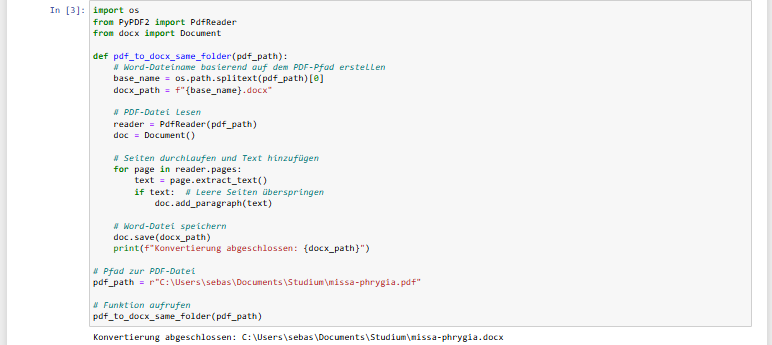 In [3]: import os
from PyPDF2 import PdfReader
from docx import Document

def pdf_to_docx_same_folder(pdf_path):
    # Word-Dateiname basierend auf dem PDF-Pfad erstellen
    base_name = os.path.splitext(pdf_path)[0]
    docx_path = f"{base_name}.docx"

    # PDF-Datei lesen
    reader = PdfReader(pdf_path)
    doc = Document()

    # Seiten durchlaufen und Text hinzufügen
    for page in reader.pages:
        text = page.extract_text()
        if text:  # Leere Seiten überspringen
            doc.add_paragraph(text)

    # Word-Datei speichern
    doc.save(docx_path)
    print(f"Konvertierung abgeschlossen: {docx_path}")

# Pfad zur PDF-Datei
pdf_path = r"C:\Users\sebas\Documents\Studium\missa-phrygia.pdf"

# Funktion aufrufen
pdf_to_docx_same_folder(pdf_path)

Konvertierung abgeschlossen: C:\Users\sebas\Documents\Studium\missa-phrygia.docx